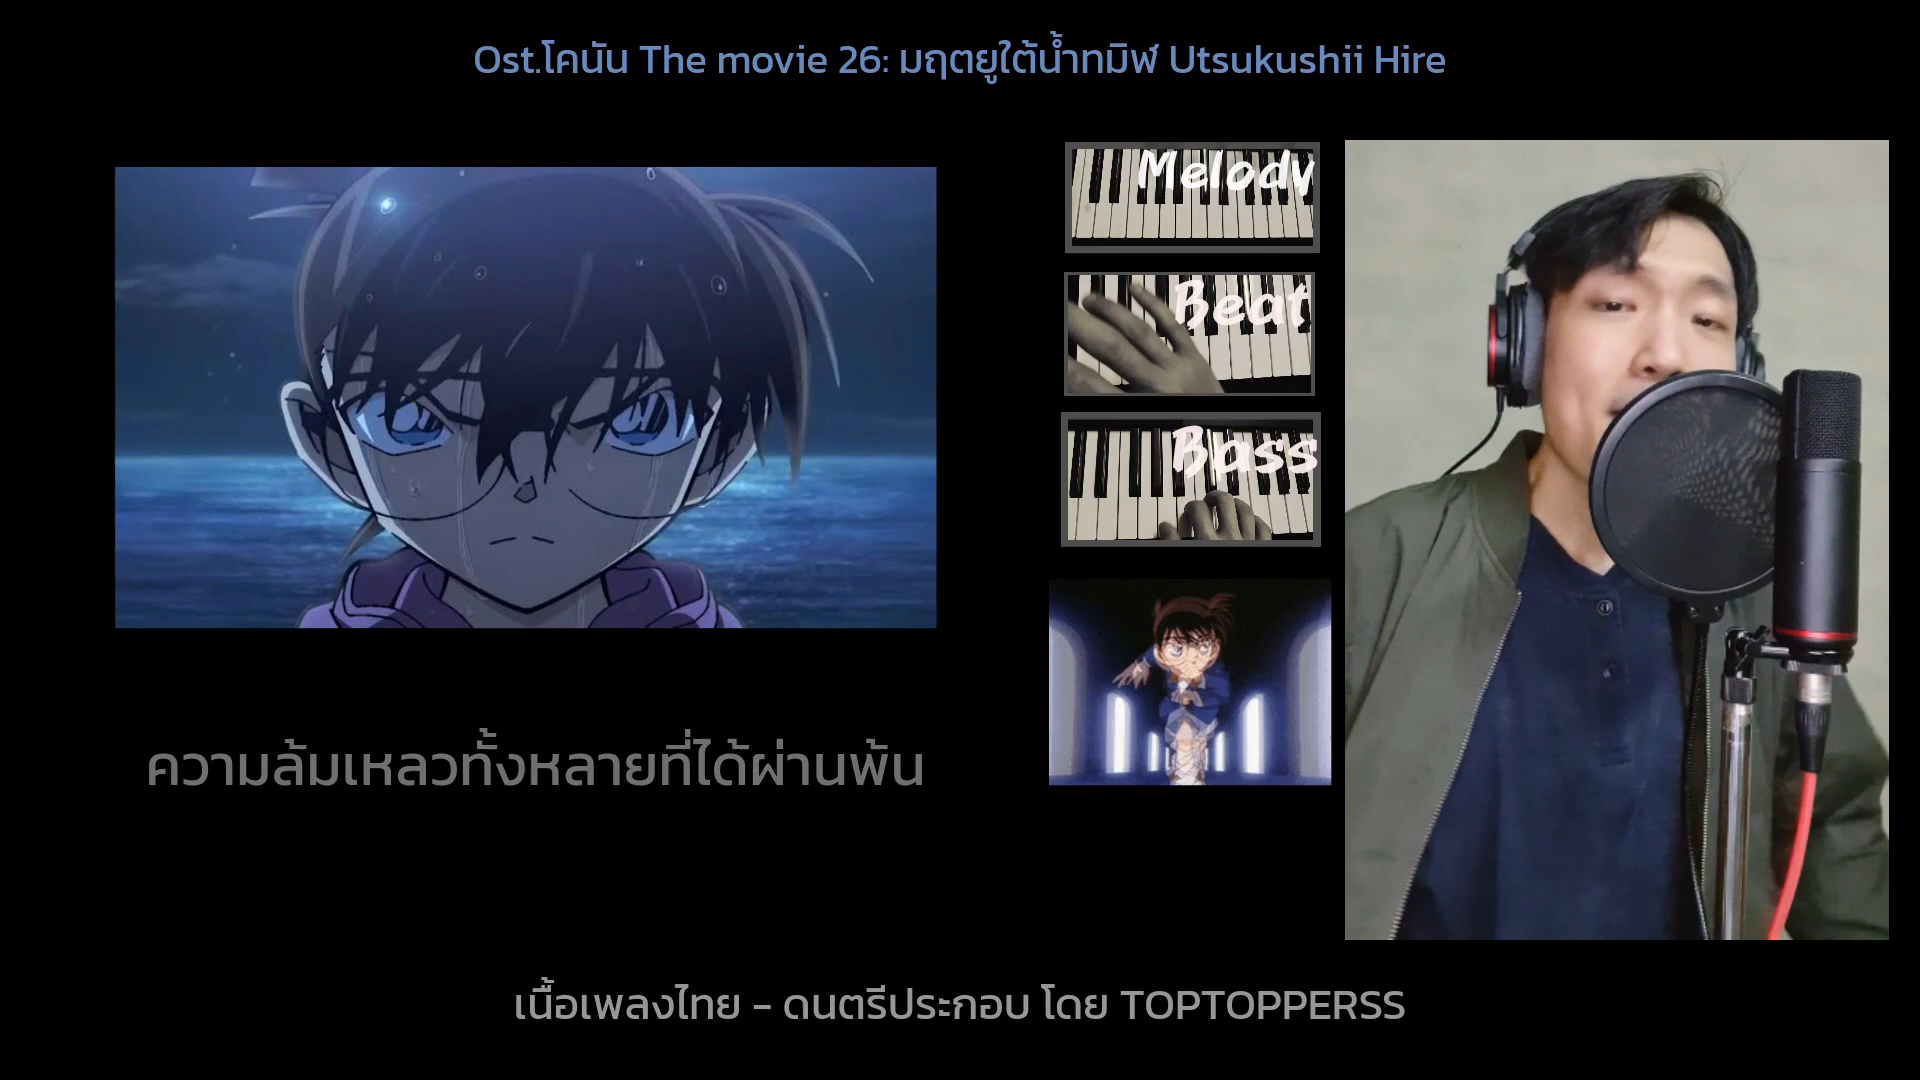 Ost.โคนัน The movie 26: มฤตยูใต้น้ำทมิฬ Utsukushii Hire
Melody
Beat
Bass
ความล้มเหลวทั้งหลายที่ได้ผ่านพ้น
เนื้อเพลงไทย - ดนตรีประกอบ โดย TOPTOPPERSS